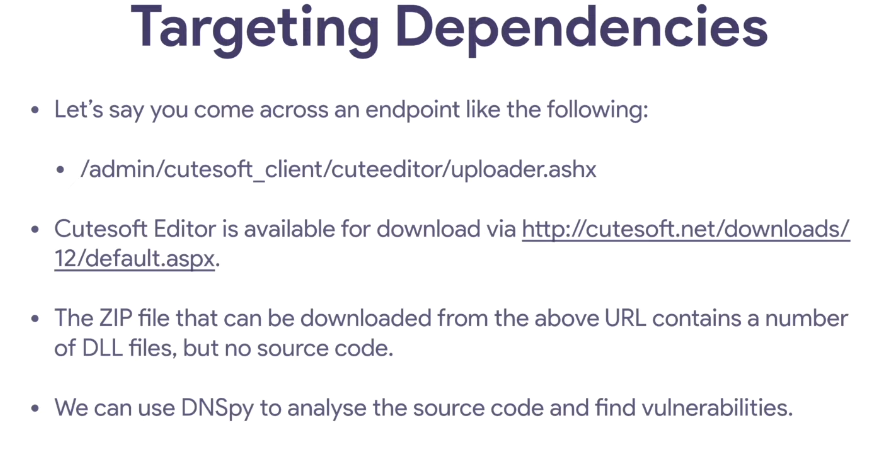 Targeting Dependencies
• Let’s say you come across an endpoint like the following:
• /admin/cutesoft_client/cuteeditor/uploader.ashx
• Cutesoft Editor is available for download via http://cutesoft.net/downloads/
12/default.aspx.
• The ZIP file that can be downloaded from the above URL contains a number
of DLL files, but no source code.
• We can use DNSpy to analyse the source code and find vulnerabilities.